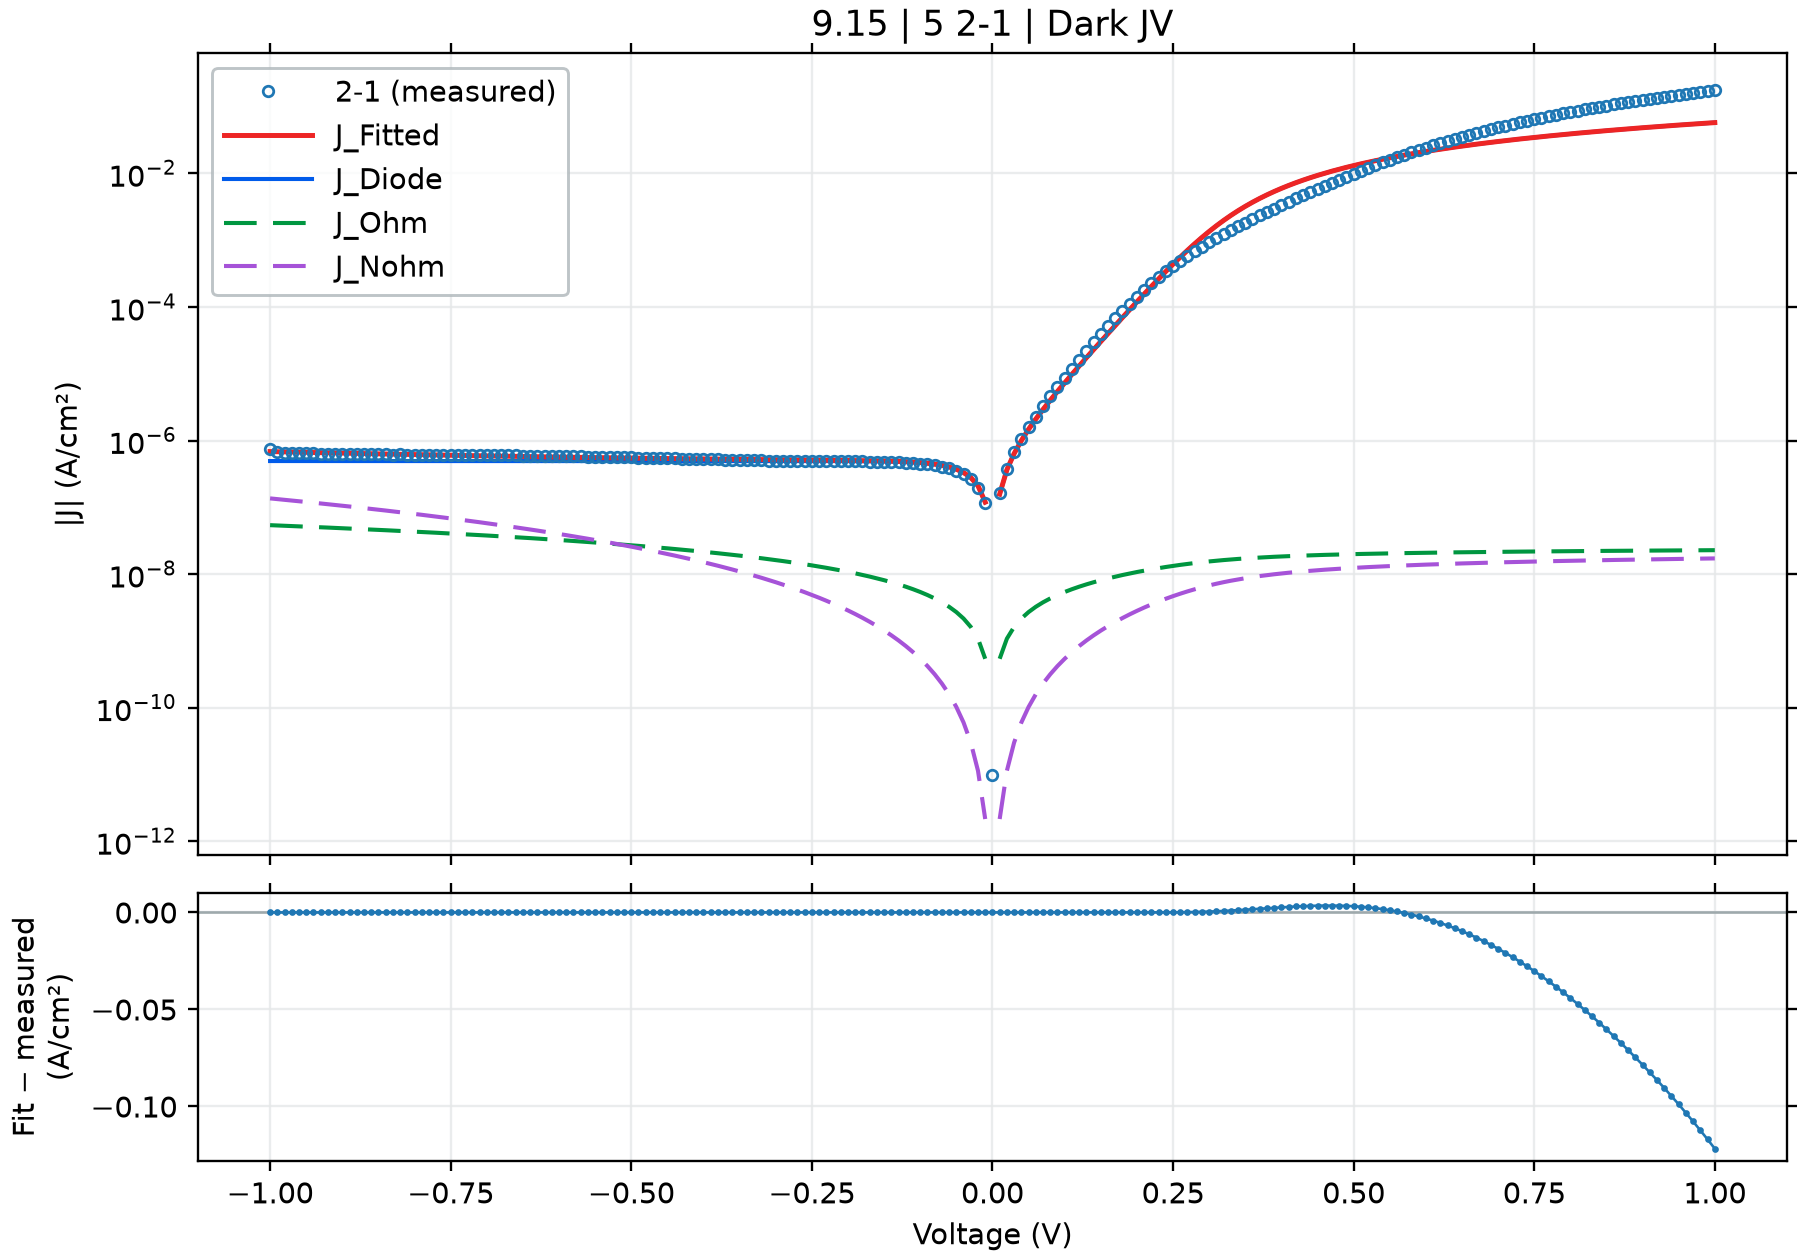 9.15 | 5 2-1 | Dark JV
2-1 (measured)
J_Fitted
J_Diode
J_Ohm
J_Nohm
|J| (A/cm²)
10⁻²
10⁻⁴
10⁻⁶
10⁻⁸
10⁻¹⁰
10⁻¹²
Fit − measured
(A/cm²)
0.00
−0.05
−0.10
−1.00 −0.75 −0.50 −0.25 0.00 0.25 0.50 0.75 1.00
Voltage (V)